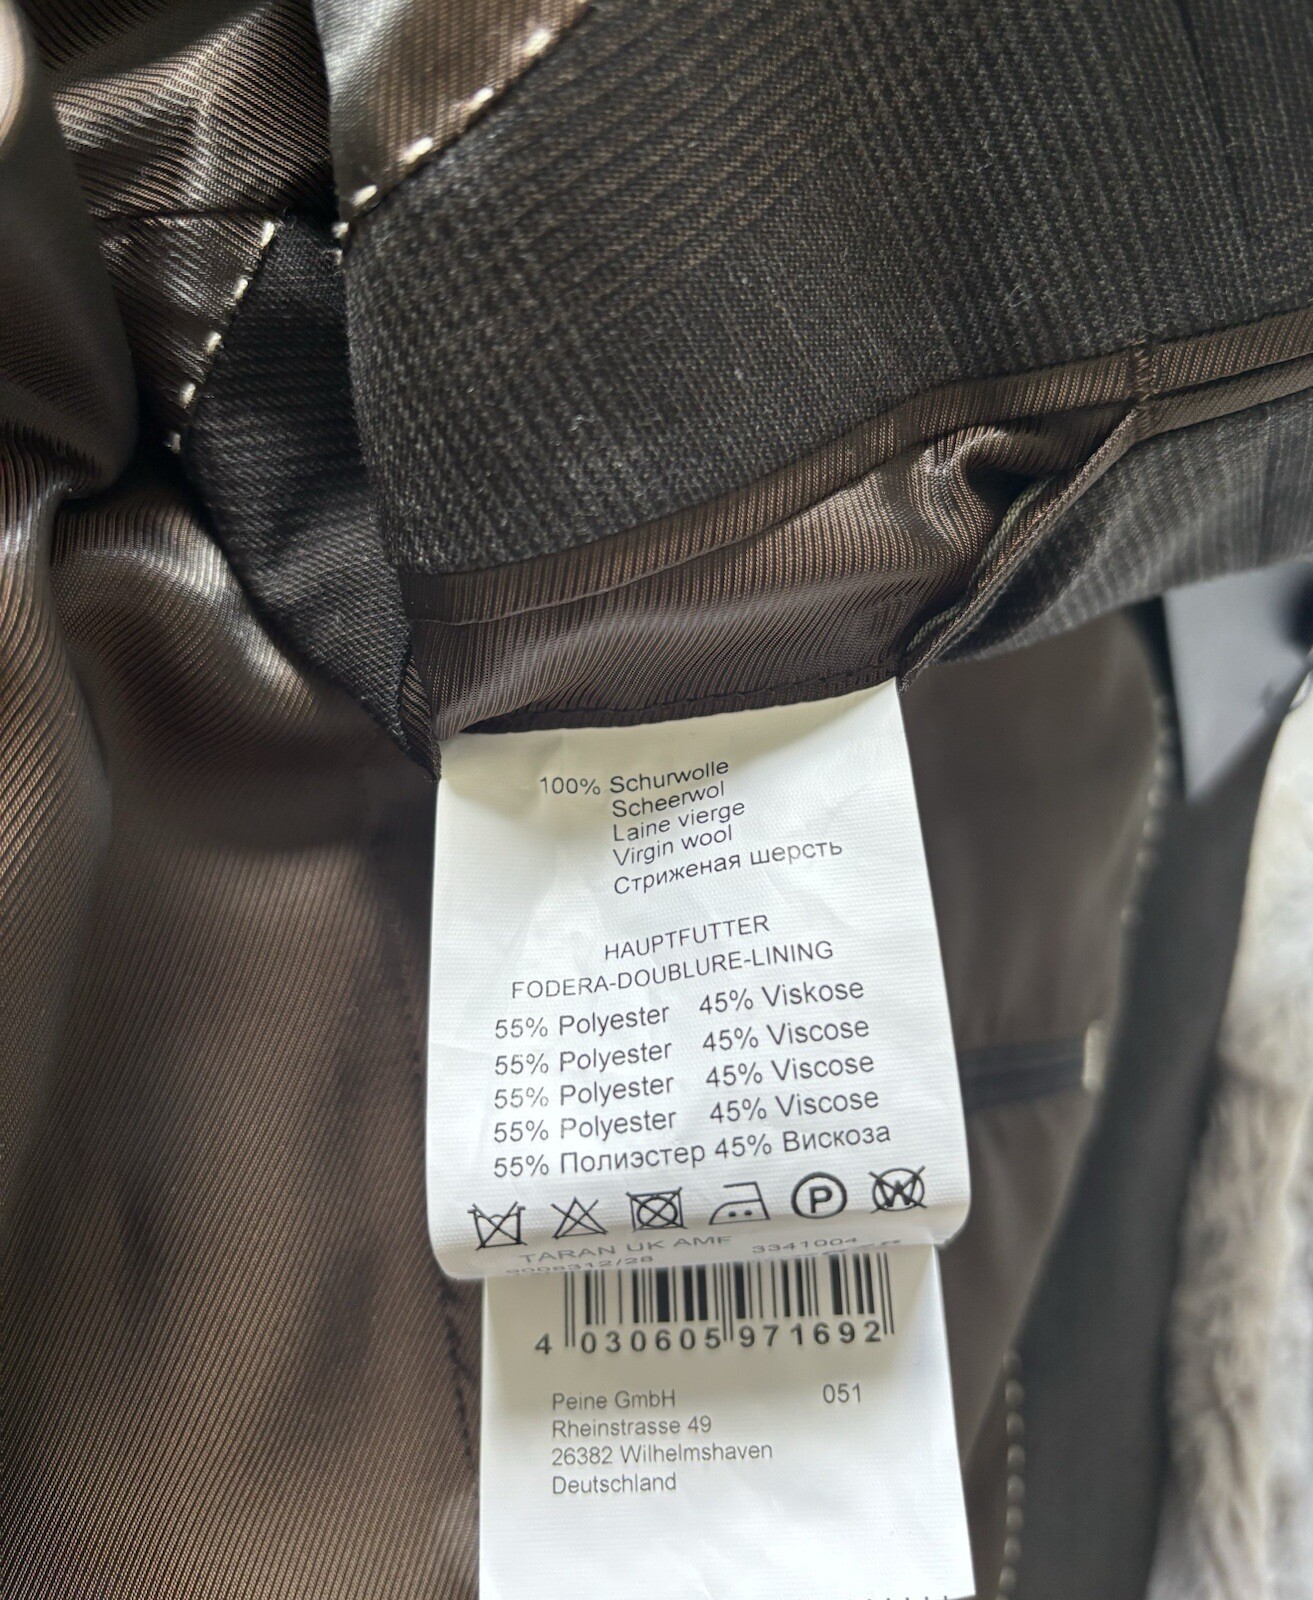 100% Schurwolle
Scheerwol
Laine vierge
Virgin wool
Стриженая шерсть
HAUPTFUTTER
FODERA-DOUBLURE-LINING
55% Polyester 45% Viskose
55% Polyester 45% Viscose
55% Polyester 45% Viscose
55% Polyester 45% Viscose
55% Полиэстер 45% Вискоза
P W
TARAN UK AMF 3341004
4 030605 971692
Peine GmbH 051
Rheinstrasse 49
26382 Wilhelmshaven
Deutschland